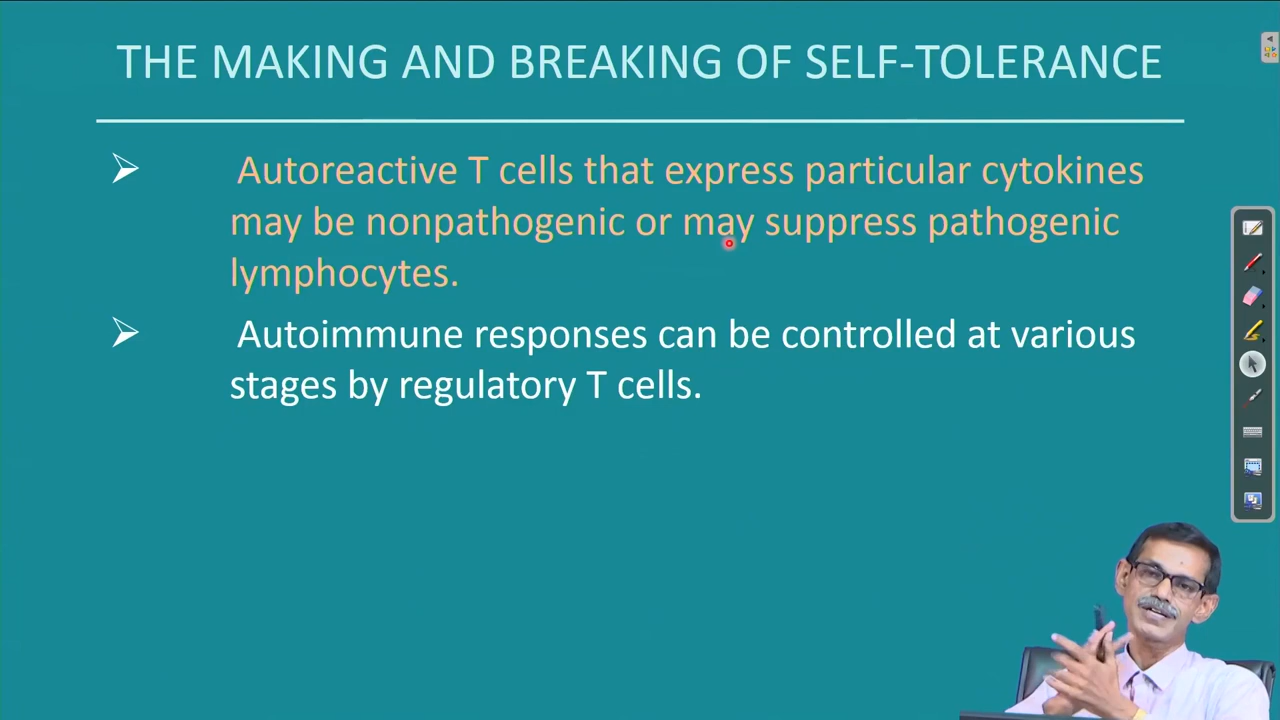 THE MAKING AND BREAKING OF SELF-TOLERANCE
Autoreactive T cells that express particular cytokines
may be nonpathogenic or may suppress pathogenic
lymphocytes.
Autoimmune responses can be controlled at various
stages by regulatory T cells.